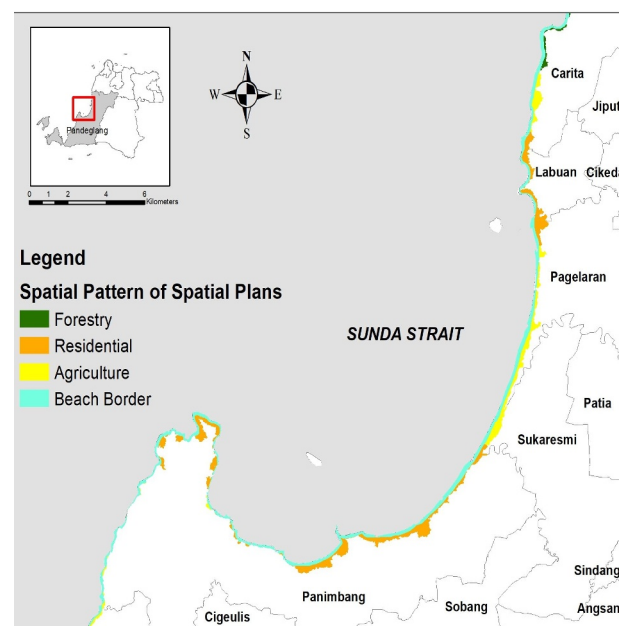 Pandeglang
0 1 2 4 6
Kilometers
N
W E
S
Carita
Jiput
Labuan Cikeda
Pagelaran
Legend
Spatial Pattern of Spatial Plans
Forestry
Residential
Agriculture
Beach Border
SUNDA STRAIT
Patia
Sukaresmi
Sindang
Panimbang
Sobang
Angsan
Cigeulis